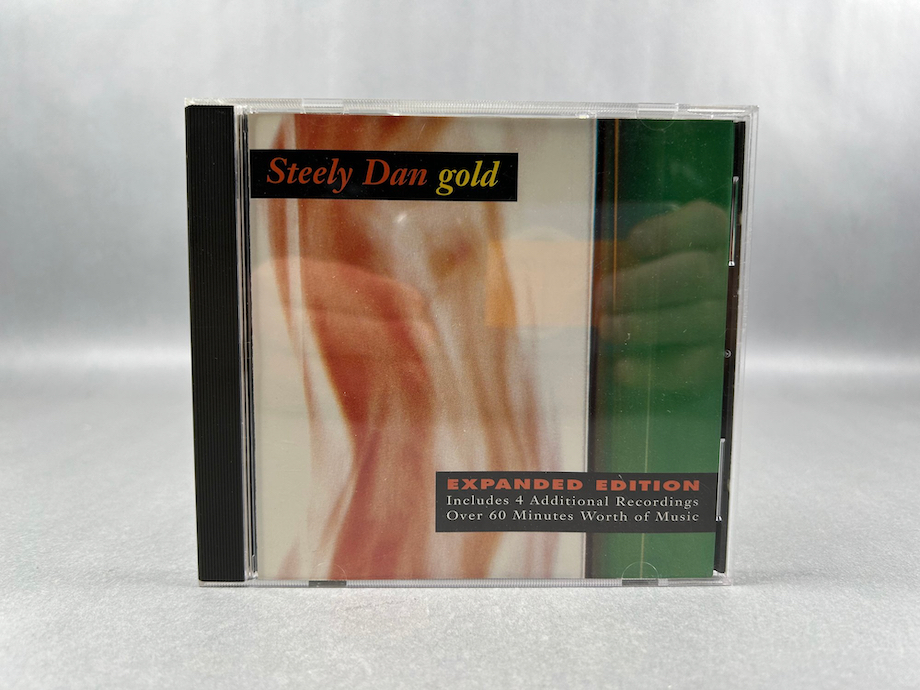 Steely Dan gold
EXPANDED EDITION
Includes 4 Additional Recordings
Over 60 Minutes Worth of Music